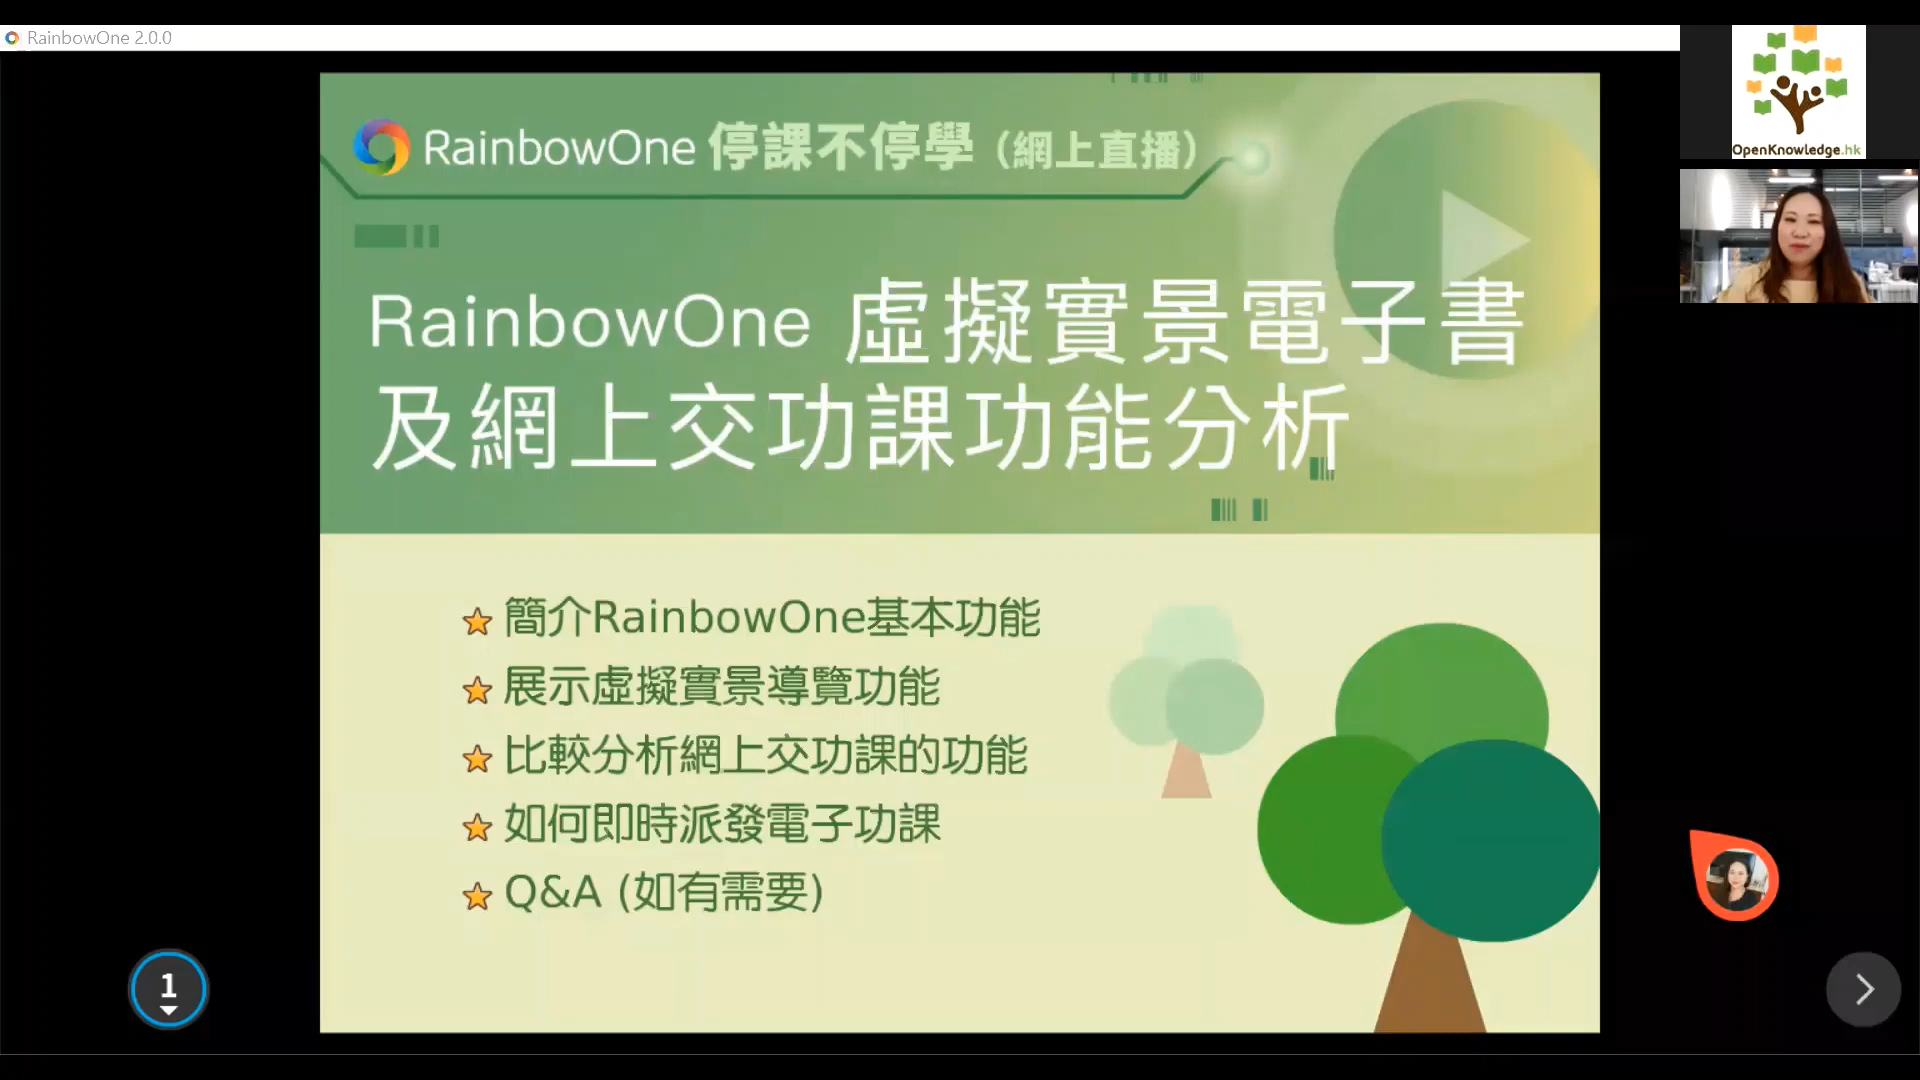 RainbowOne 2.0.0
OpenKnowledge.hk
RainbowOne 停課不停學 (網上直播)
RainbowOne 虛擬實景電子書
及網上交功課功能分析
簡介RainbowOne基本功能
展示虛擬實景導覽功能
比較分析網上交功課的功能
如何即時派發電子功課
Q&A (如有需要)
1